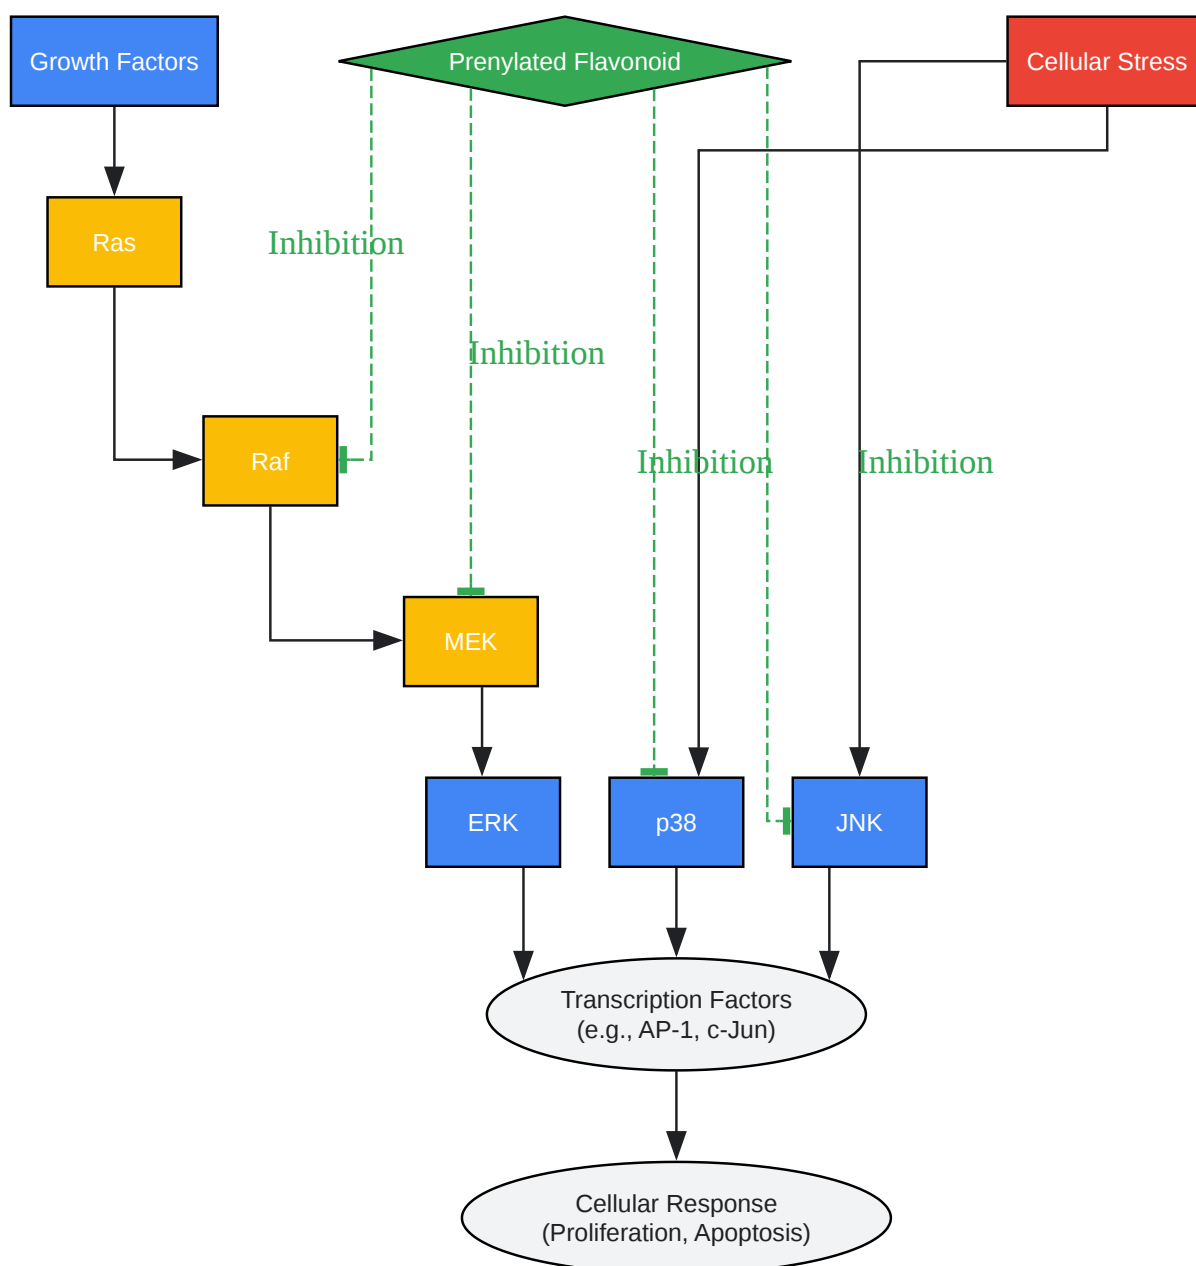 Growth Factors
Prenylated Flavonoid
Cellular Stress
Ras
Inhibition
Inhibition
Raf
Inhibition
Inhibition
MEK
ERK
p38
JNK
Transcription Factors
(e.g., AP-1, c-Jun)
Cellular Response
(Proliferation, Apoptosis)